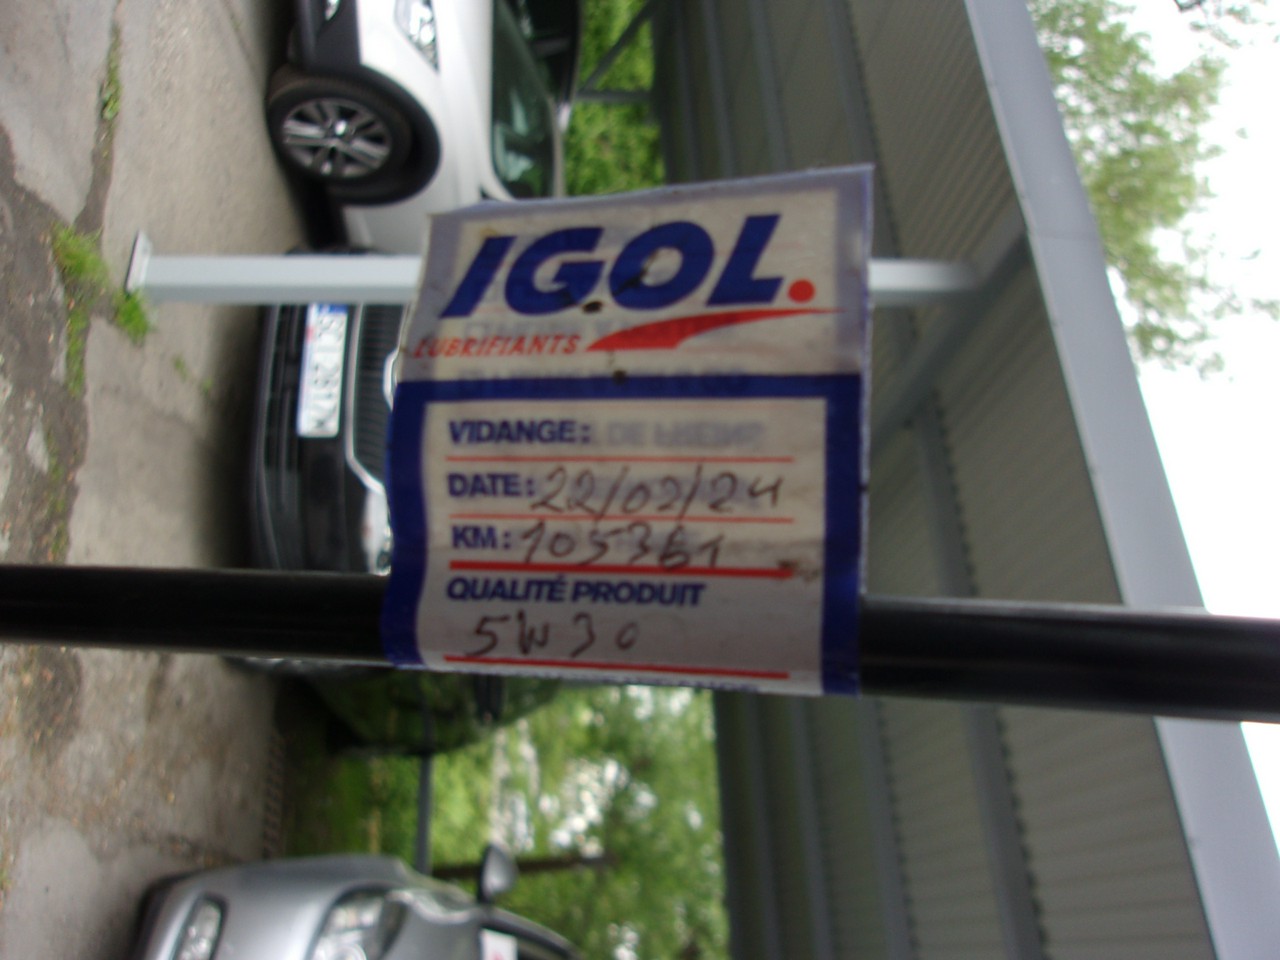 IGOL.
LUBRIFIANTS
VIDANGE:
DATE: 22/02/24
KM: 105361
QUALITÉ PRODUIT
5W30